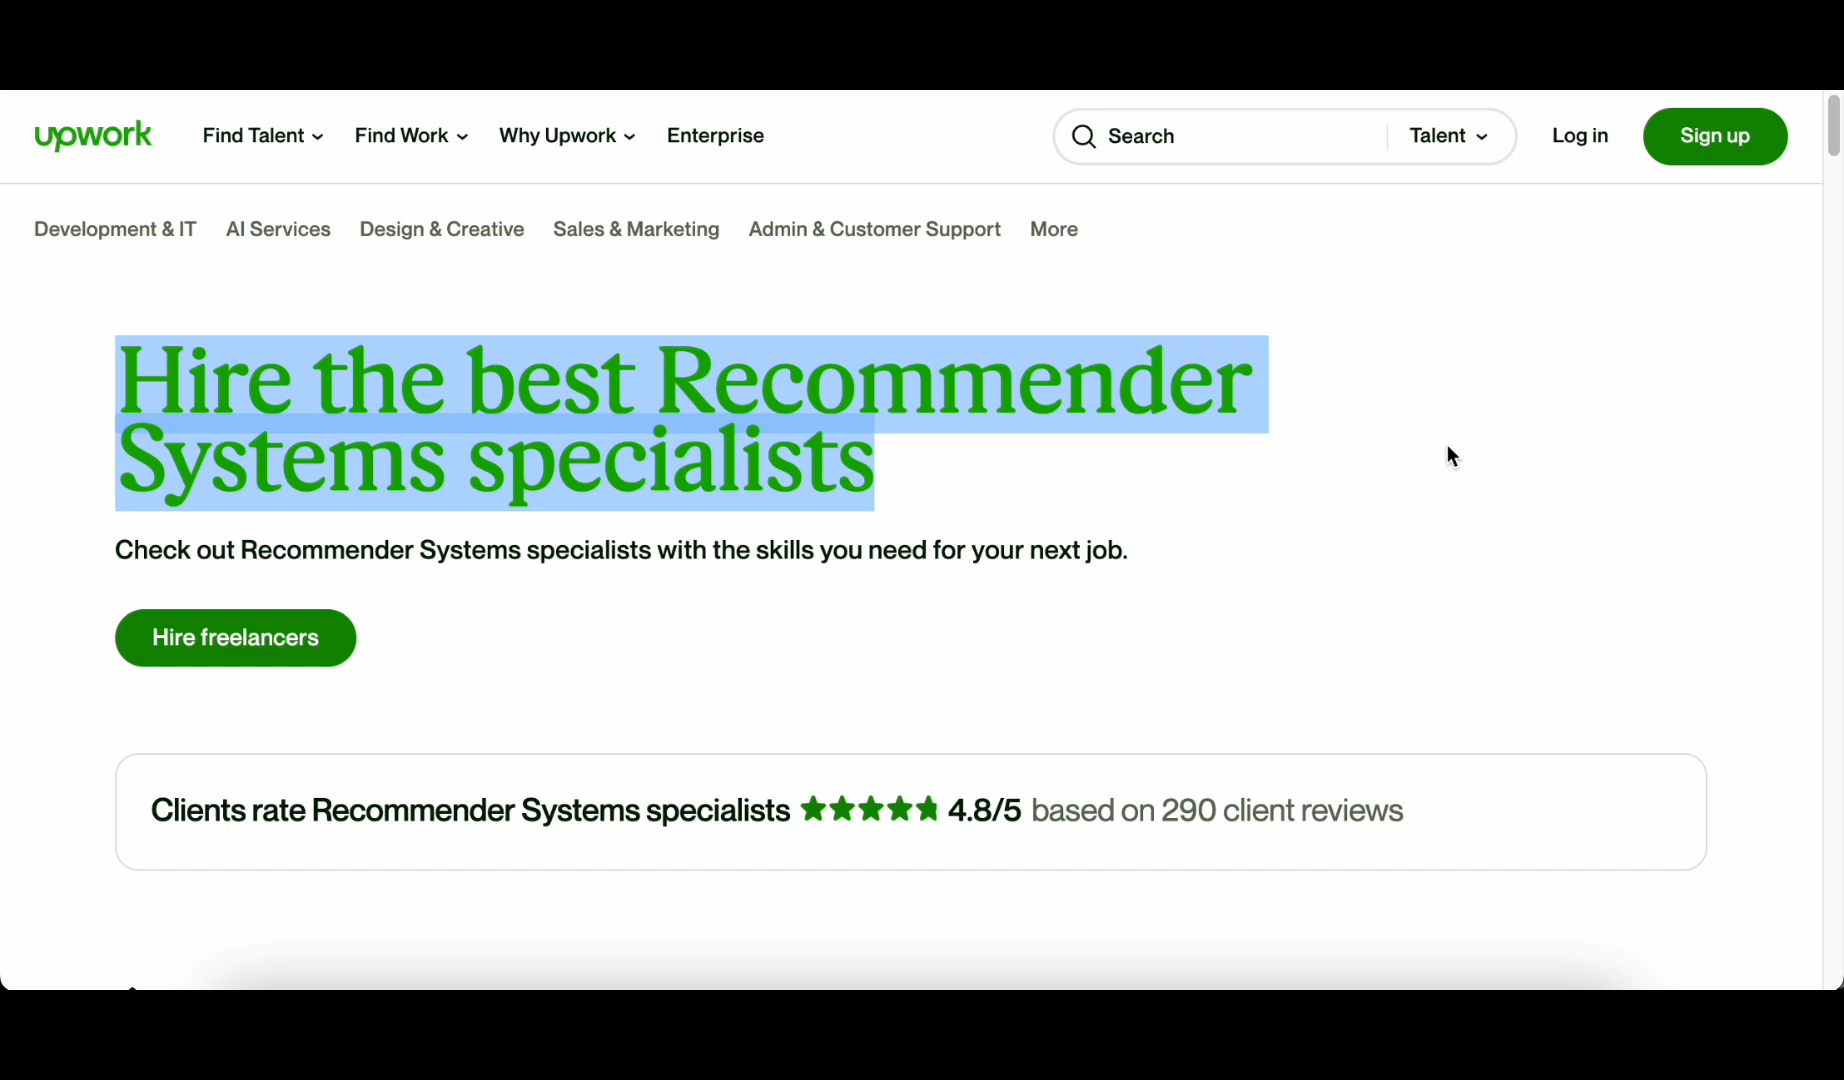 upwork Find Talent Find Work Why Upwork Enterprise Search Talent Log in Sign up
Development & IT AI Services Design & Creative Sales & Marketing Admin & Customer Support More
Hire the best Recommender
Systems specialists
Check out Recommender Systems specialists with the skills you need for your next job.
Hire freelancers
Clients rate Recommender Systems specialists 4.8/5 based on 290 client reviews